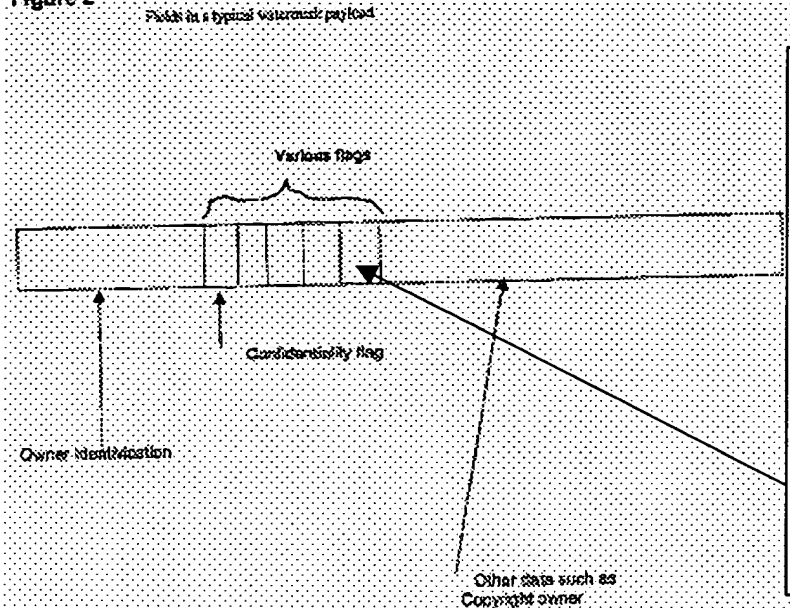 Figure 2
Fields in a typical watermark payload
Various flags
Confidentiality flag
Owner Identification
Other data such as
Copyright owner